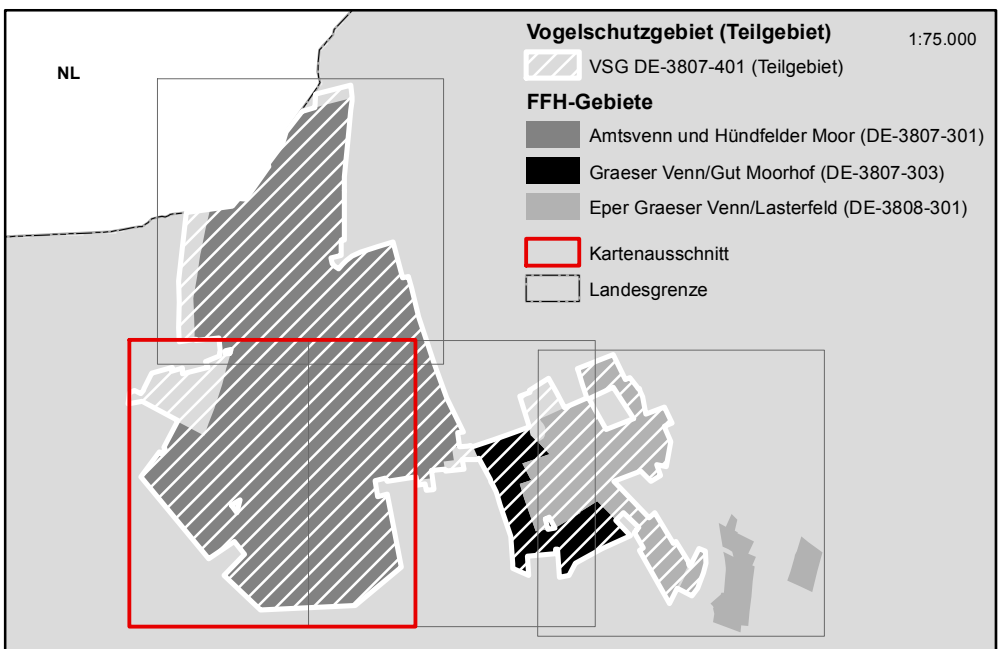 Vogelschutzgebiet (Teilgebiet)
1:75.000
NL
VSG DE-3807-401 (Teilgebiet)
FFH-Gebiete
Amtsvenn und Hündfelder Moor (DE-3807-301)
Graeser Venn/Gut Moorhof (DE-3807-303)
Eper Graeser Venn/Lasterfeld (DE-3808-301)
Kartenausschnitt
Landesgrenze